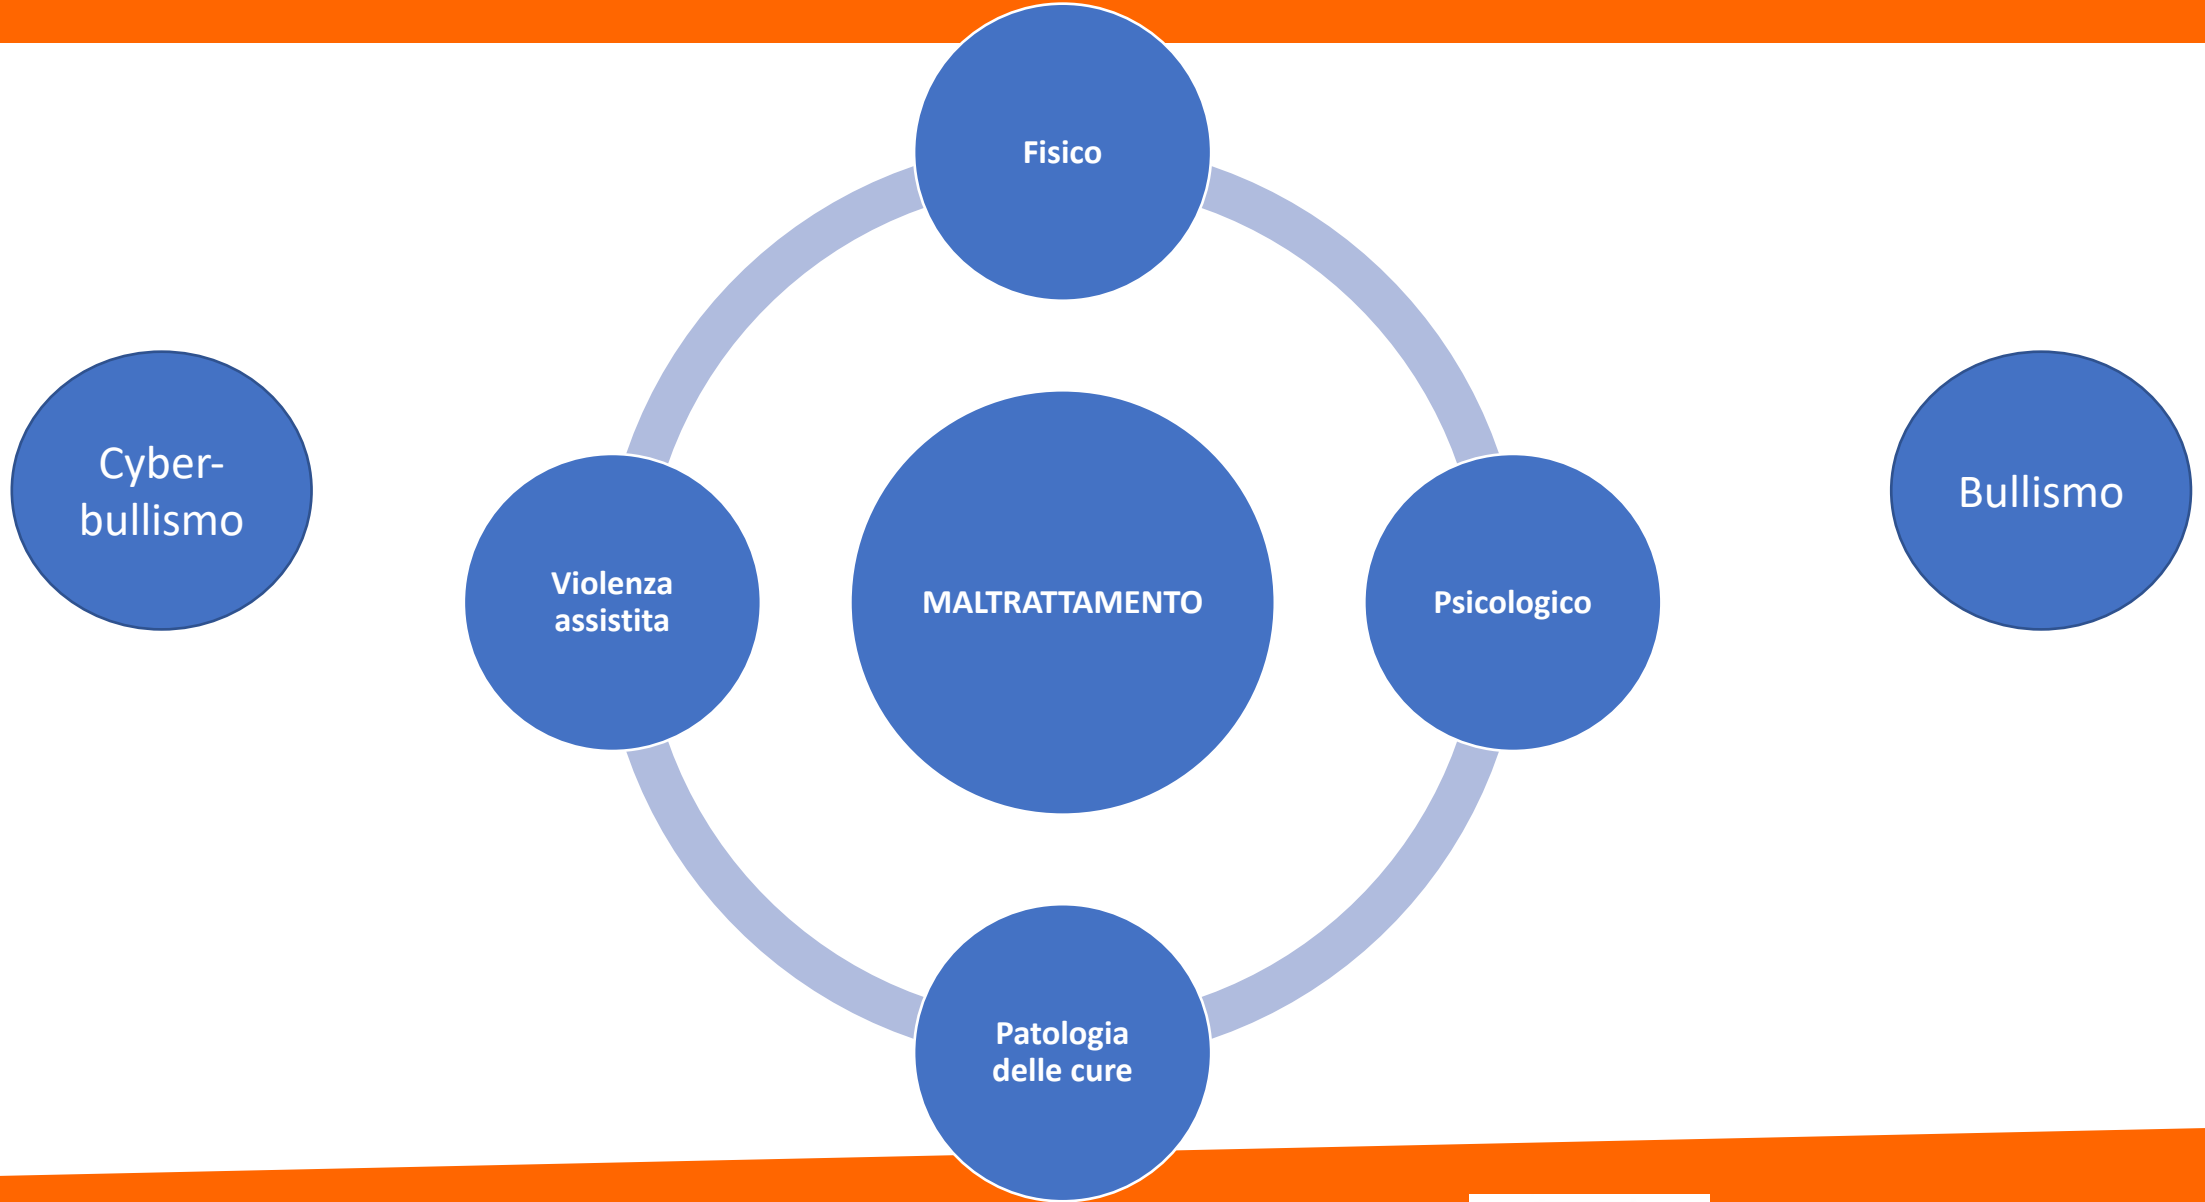 Fisico
Cyber-
bullismo
Bullismo
Violenza
assistita
MALTRATTAMENTO
Psicologico
Patologia
delle cure